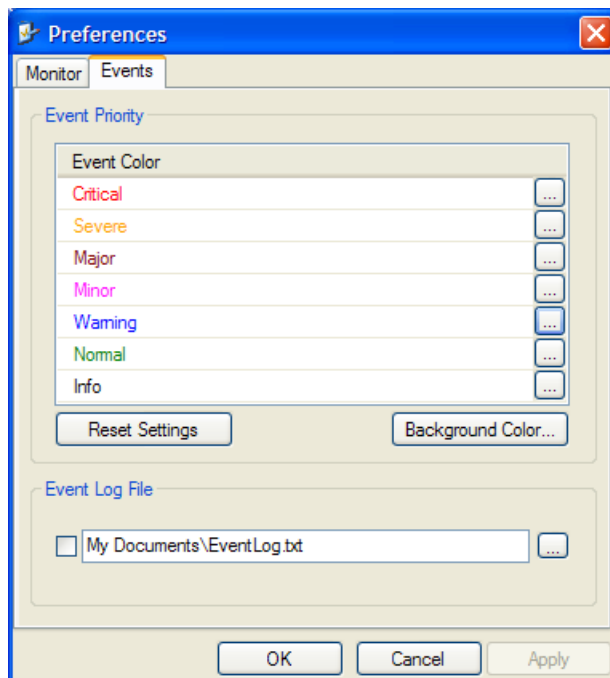 Preferences
Monitor
Events
Event Priority
Event Color
Critical
...
Severe
...
Major
...
Minor
...
Warning
...
Normal
...
Info
...
Reset Settings
Background Color...
Event Log File
My Documents\EventLog.txt
...
OK
Cancel
Apply